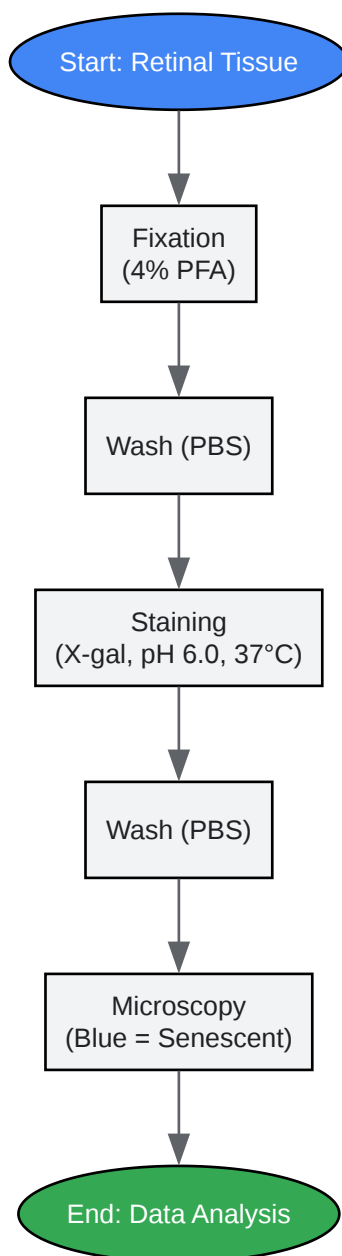 Start: Retinal Tissue
Fixation
(4% PFA)
Wash (PBS)
Staining
(X-gal, pH 6.0, 37°C)
Wash (PBS)
Microscopy
(Blue = Senescent)
End: Data Analysis